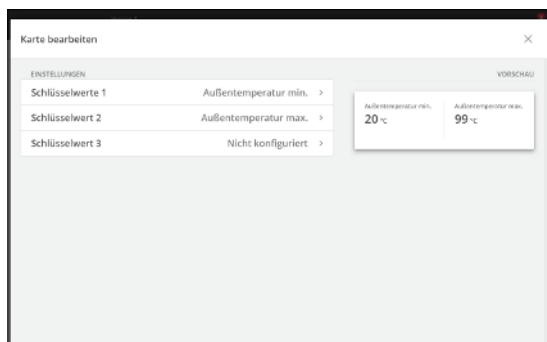 Karte bearbeiten
EINSTELLUNGEN
Schlüsselwerte 1 Außentemperatur min.
Schlüsselwert 2 Außentemperatur max.
Schlüsselwert 3 Nicht konfiguriert
VORSCHAU
Außentemperatur min. Außentemperatur max.
20 °C 99 °C